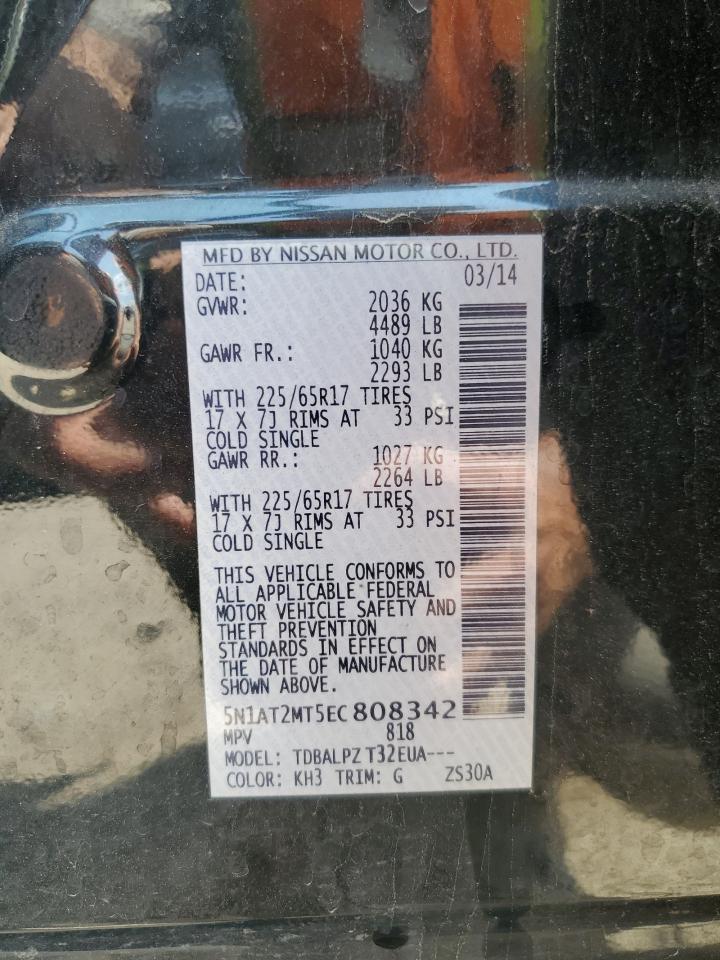 MFD BY NISSAN MOTOR CO., LTD.
DATE: 03/14
GVWR: 2036 KG
4489 LB
GAWR FR.: 1040 KG
2293 LB
WITH 225/65R17 TIRES
17 X 7J RIMS AT 33 PSI
COLD SINGLE
GAWR RR.: 1027 KG
2264 LB
WITH 225/65R17 TIRES
17 X 7J RIMS AT 33 PSI
COLD SINGLE
THIS VEHICLE CONFORMS TO
ALL APPLICABLE FEDERAL
MOTOR VEHICLE SAFETY AND
THEFT PREVENTION
STANDARDS IN EFFECT ON
THE DATE OF MANUFACTURE
SHOWN ABOVE.
5N1AT2MT5EC808342
MPV 818
MODEL: TDBALPZ T32EUA---
COLOR: KH3 TRIM: G ZS30A